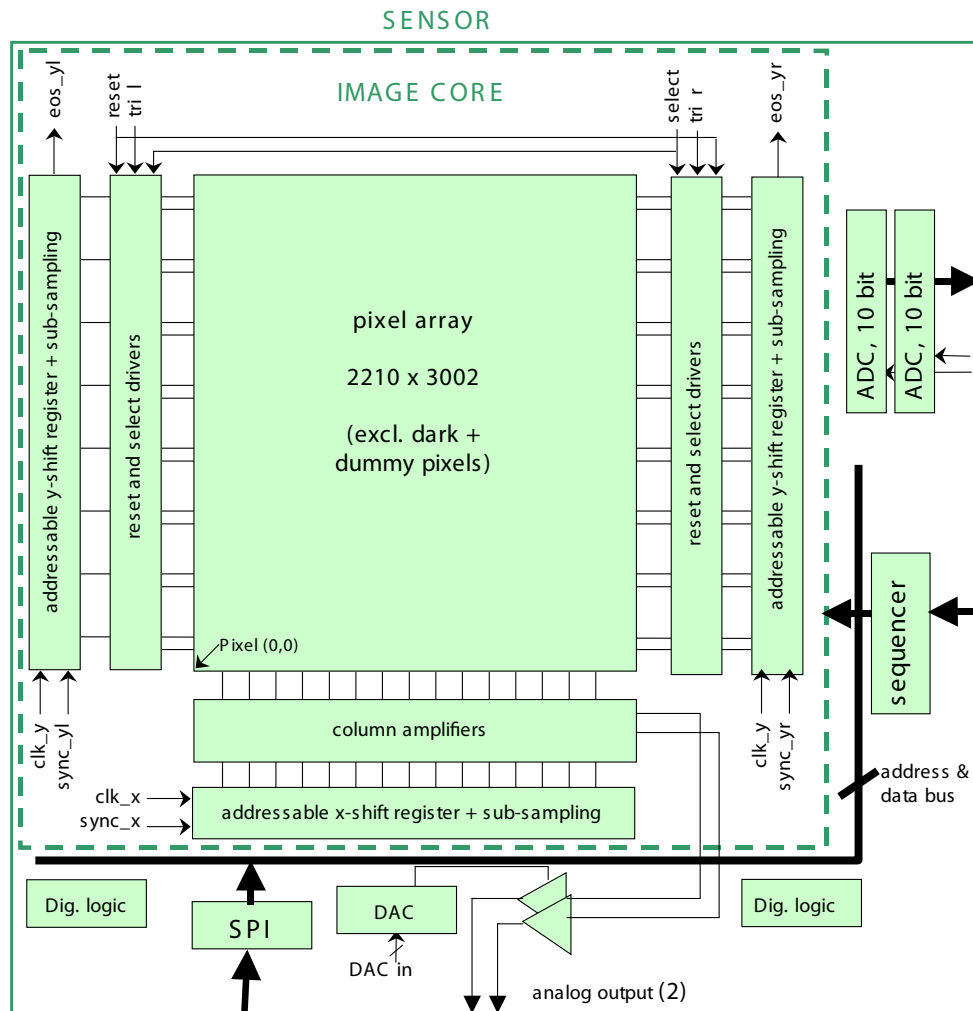 SENSOR
IMAGE CORE
eos_yl
reset
tri l
select
tri r
eos_yr
addressable y-shift register + sub-sampling
reset and select drivers
pixel array
2210 x 3002
(excl. dark +
dummy pixels)
reset and select drivers
addressable y-shift register + sub-sampling
ADC, 10 bit
ADC, 10 bit
Pixel (0,0)
sequencer
column amplifiers
clk_y
sync_yl
clk_y
sync_yr
clk_x
sync_x
addressable x-shift register + sub-sampling
address &
data bus
Dig. logic
SPI
DAC
DAC in
Dig. logic
analog output (2)